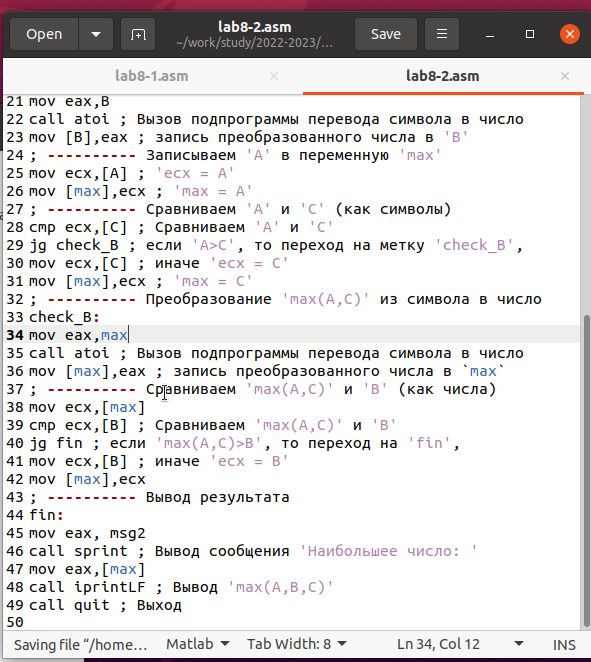 Open
lab8-2.asm
~/work/study/2022-2023/...
Save
lab8-1.asm
lab8-2.asm
21 mov eax,B
22 call atoi ; Вызов подпрограммы перевода символа в число
23 mov [B],eax ; запись преобразованного числа в 'B'
24 ; ---------- Записываем 'A' в переменную 'max'
25 mov ecx,[A] ; 'ecx = A'
26 mov [max],ecx ; 'max = A'
27 ; ---------- Сравниваем 'A' и 'C' (как символы)
28 cmp ecx,[C] ; Сравниваем 'A' и 'C'
29 jg check_B ; если 'A>C', то переход на метку 'check_B',
30 mov ecx,[C] ; иначе 'ecx = C'
31 mov [max],ecx ; 'max = C'
32 ; ---------- Преобразование 'max(A,C)' из символа в число
33 check_B:
34 mov eax,max
35 call atoi ; Вызов подпрограммы перевода символа в число
36 mov [max],eax ; запись преобразованного числа в `max`
37 ; ---------- Сравниваем 'max(A,C)' и 'B' (как числа)
38 mov ecx,[max]
39 cmp ecx,[B] ; Сравниваем 'max(A,C)' и 'B'
40 jg fin ; если 'max(A,C)>B', то переход на 'fin',
41 mov ecx,[B] ; иначе 'ecx = B'
42 mov [max],ecx
43 ; ---------- Вывод результата
44 fin:
45 mov eax, msg2
46 call sprint ; Вывод сообщения 'Наибольшее число: '
47 mov eax,[max]
48 call iprintLF ; Вывод 'max(A,B,C)'
49 call quit ; Выход
50
Saving file “/home... Matlab Tab Width: 8 Ln 34, Col 12 INS